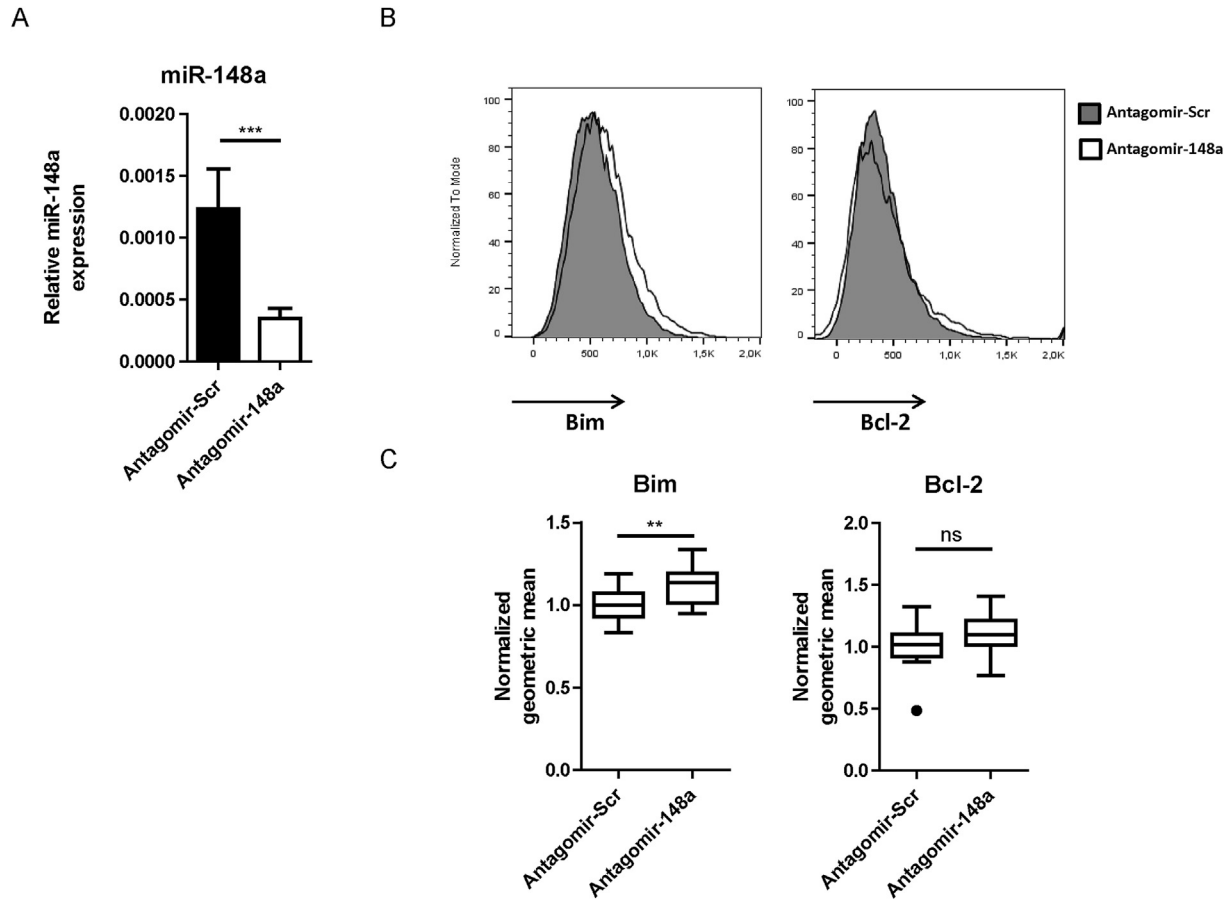 A
miR-148a
Relative miR-148a
expression
0.0020
0.0015
0.0010
0.0005
0.0000
***
Antagomir-Scr
Antagomir-148a
B
Normalized To Mode
100
80
60
40
20
0
0
500
1,0K
1,5K
2,0K
Bim
100
80
60
40
20
0
0
500
1,0K
1,5K
2,0K
Bcl-2
Antagomir-Scr
Antagomir-148a
C
Bim
Normalized
geometric mean
1.5
1.0
0.5
0.0
**
Antagomir-Scr
Antagomir-148a
Bcl-2
Normalized
geometric mean
2.0
1.5
1.0
0.5
0.0
ns
Antagomir-Scr
Antagomir-148a